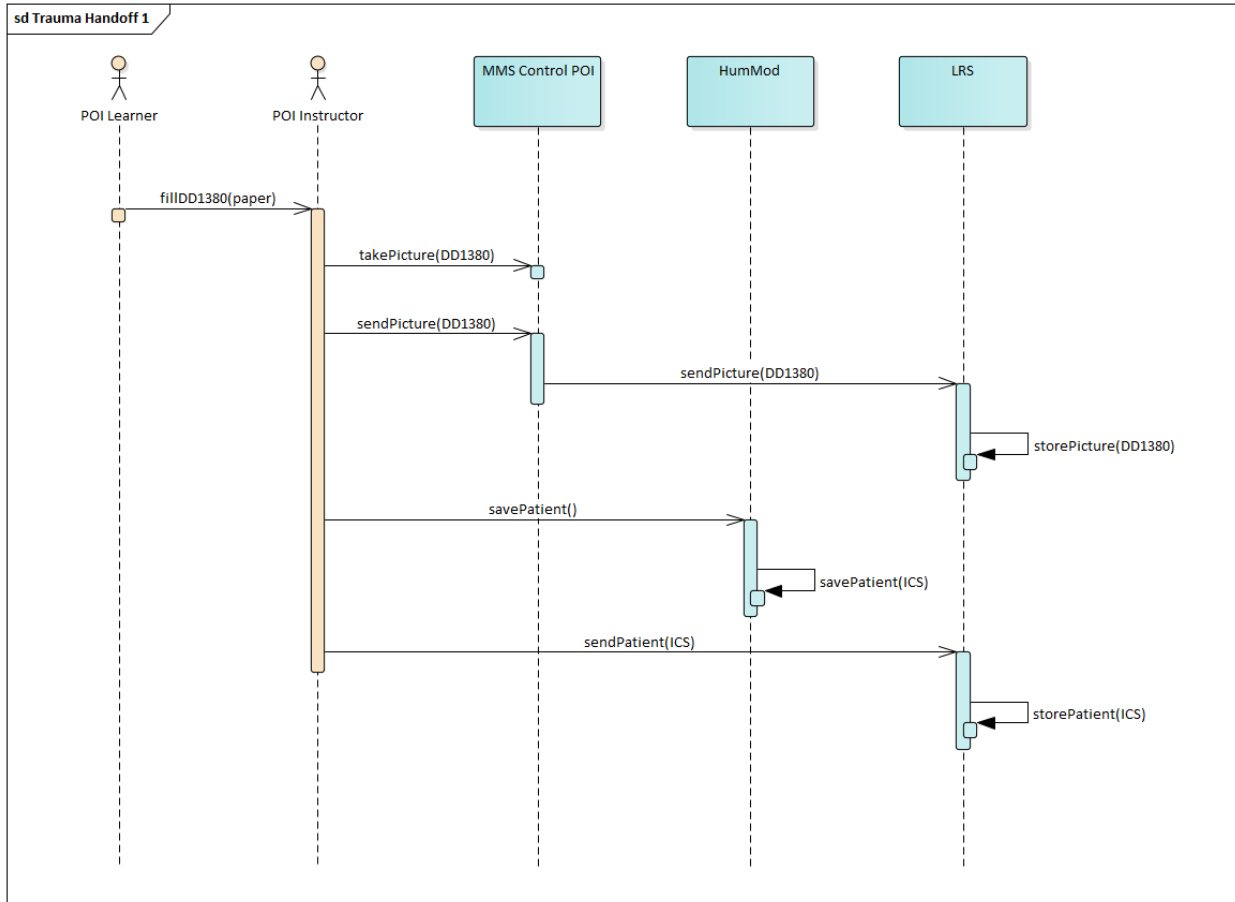 sd Trauma Handoff 1
POI Learner
POI Instructor
MMS Control POI
HumMod
LRS
fillDD1380(paper)
takePicture(DD1380)
sendPicture(DD1380)
sendPicture(DD1380)
storePicture(DD1380)
savePatient()
savePatient(ICS)
sendPatient(ICS)
storePatient(ICS)